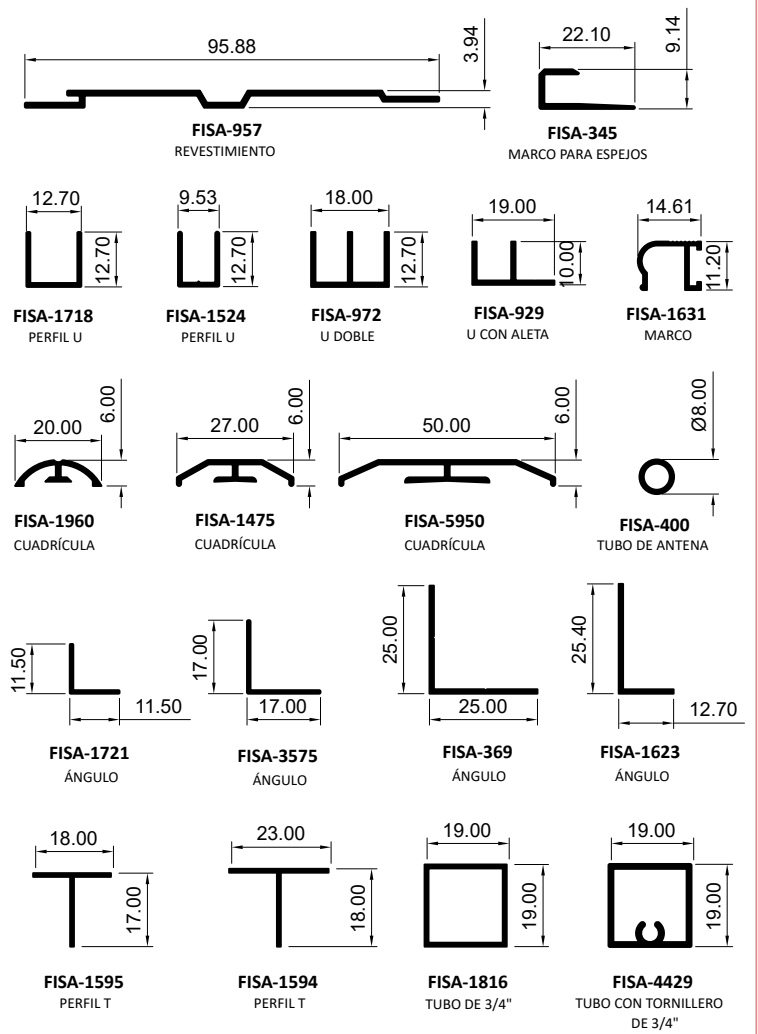 95.88
3.94
22.10
9.14
FISA-957
REVESTIMIENTO
FISA-345
MARCO PARA ESPEJOS
12.70
12.70
9.53
12.70
18.00
12.70
19.00
10.00
14.61
11.20
FISA-1718
PERFIL U
FISA-1524
PERFIL U
FISA-972
U DOBLE
FISA-929
U CON ALETA
FISA-1631
MARCO
20.00
6.00
27.00
6.00
50.00
6.00
Ø8.00
FISA-1960
CUADRÍCULA
FISA-1475
CUADRÍCULA
FISA-5950
CUADRÍCULA
FISA-400
TUBO DE ANTENA
11.50
11.50
17.00
17.00
25.00
25.00
25.40
12.70
FISA-1721
ÁNGULO
FISA-3575
ÁNGULO
FISA-369
ÁNGULO
FISA-1623
ÁNGULO
18.00
17.00
23.00
18.00
19.00
19.00
19.00
19.00
FISA-1595
PERFIL T
FISA-1594
PERFIL T
FISA-1816
TUBO DE 3/4"
FISA-4429
TUBO CON TORNILLERO
DE 3/4"